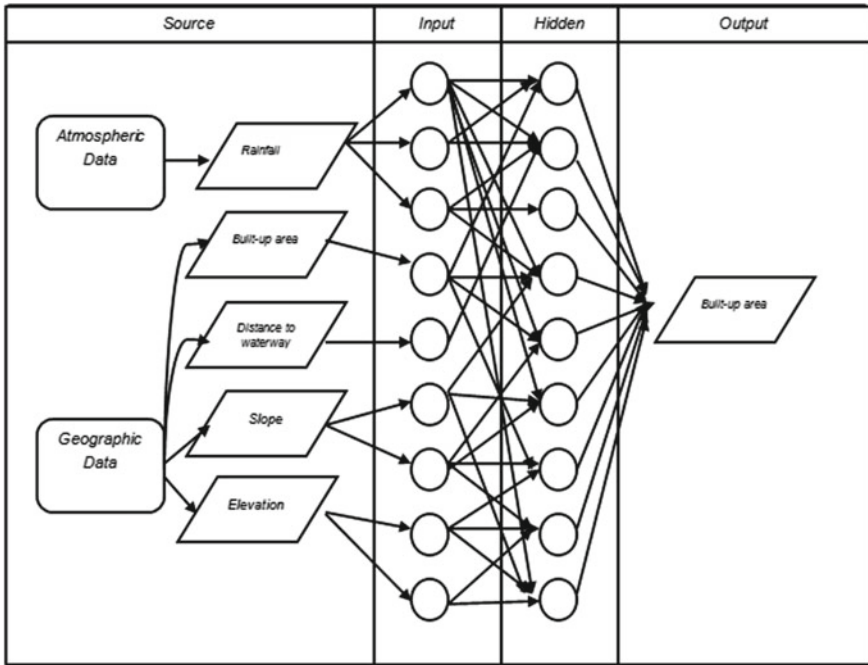 Source Input Hidden Output
Atmospheric
Data
Rainfall
Built-up area
Distance to
waterway
Slope
Geographic
Data
Elevation
Built-up area